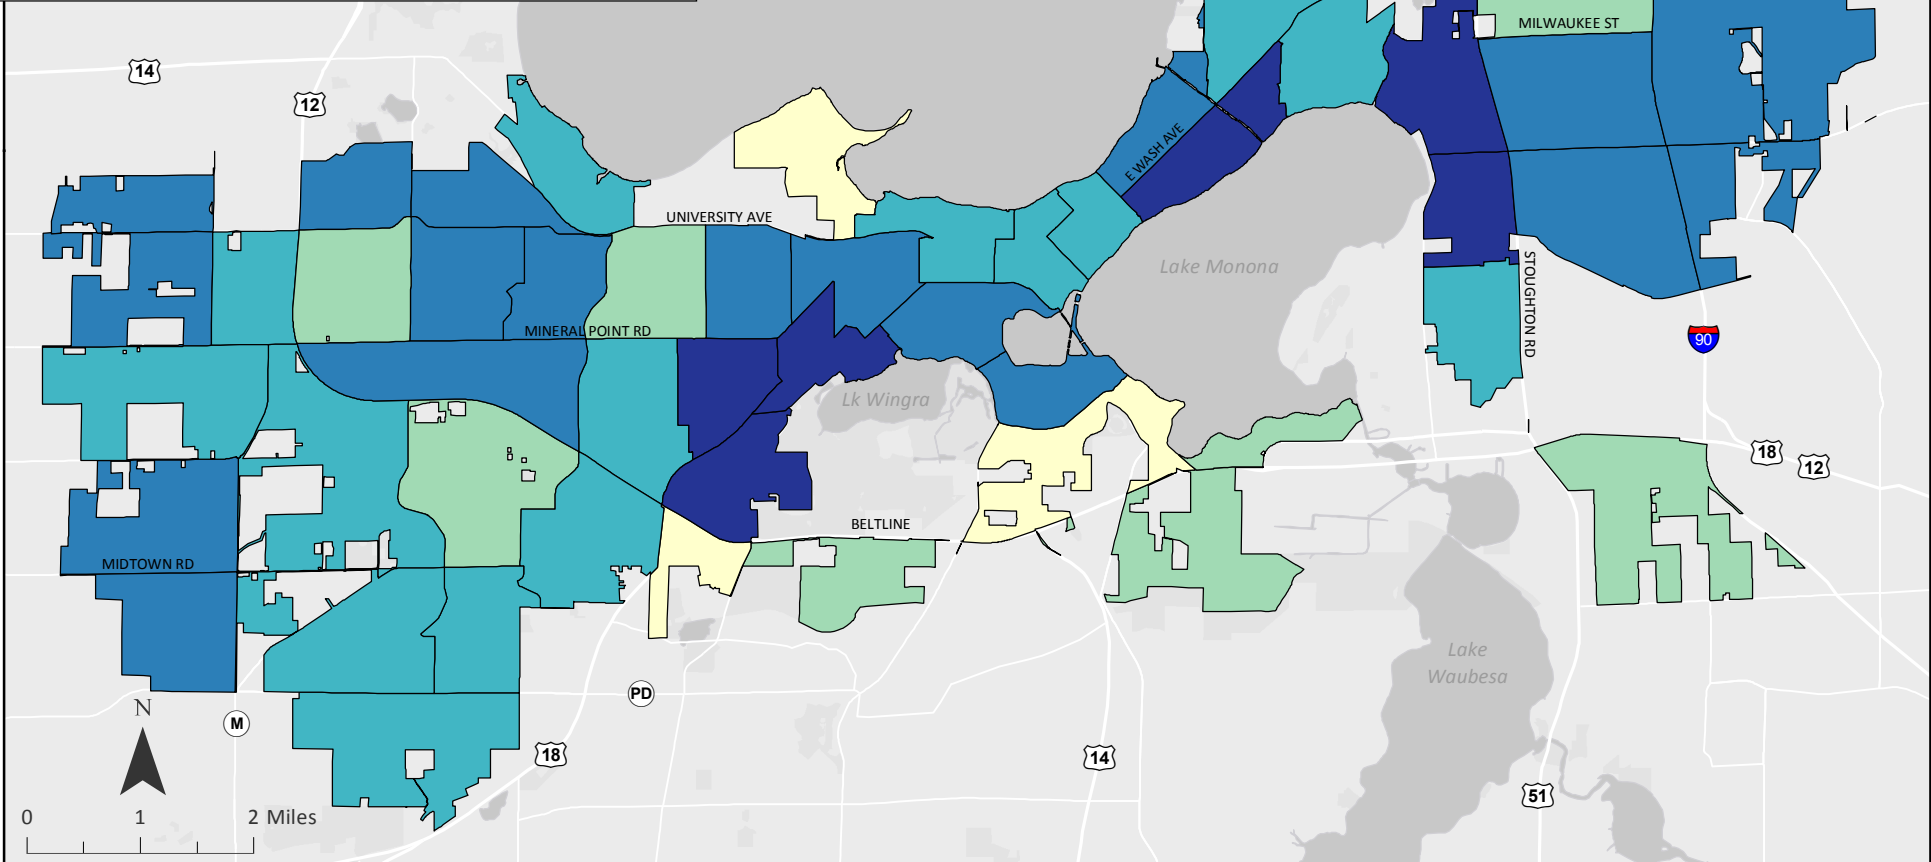 MILWAUKEE ST
14
12
E WASH AVE
UNIVERSITY AVE
Lake Monona
STOUGHTON RD
MINERAL POINT RD
90
Lk Wingra
18
12
BELTLINE
MIDTOWN RD
Lake
Waubesa
PD
N
M
18
14
51
0 1 2 Miles